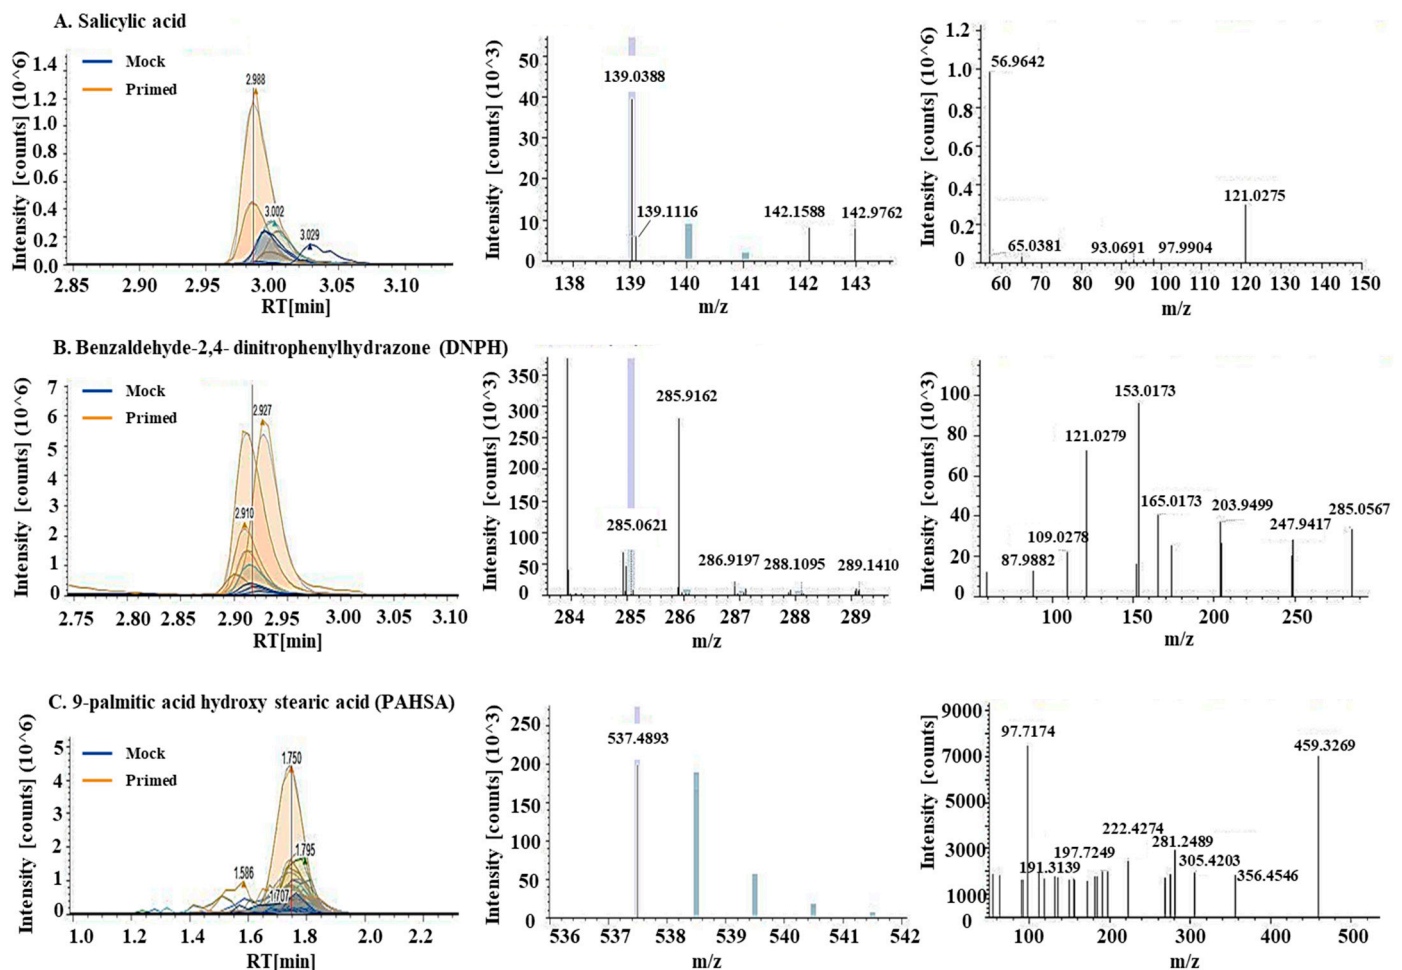 A. Salicylic acid
Intensity [counts] (10^6)
1.4
1.2
1.0
0.8
0.6
0.4
0.2
0.0
Mock
Primed
2.988
3.002
3.029
2.85 2.90 2.95 3.00 3.05 3.10
RT[min]
Intensity [counts] (10^3)
50
40
30
20
10
0
139.0388
139.1116
142.1588
142.9762
138 139 140 141 142 143
m/z
Intensity [counts] (10^6)
1.2
1.0
0.8
0.6
0.4
0.2
0
56.9642
65.0381
93.0691
97.9904
121.0275
60 70 80 90 100 110 120 130 140 150
m/z
B. Benzaldehyde-2,4- dinitrophenylhydrazone (DNPH)
Intensity [counts] (10^6)
7
6
5
4
3
2
1
0
Mock
Primed
2.927
2.910
2.75 2.80 2.85 2.90 2.95 3.00 3.05 3.10
RT[min]
Intensity [counts] (10^3)
350
300
250
200
150
100
50
0
285.9162
285.0621
286.9197
288.1095
289.1410
284 285 286 287 288 289
m/z
Intensity [counts] (10^3)
100
80
60
40
20
0
153.0173
121.0279
165.0173
203.9499
285.0567
109.0278
247.9417
87.9882
100 150 200 250
m/z
C. 9-palmitic acid hydroxy stearic acid (PAHSA)
Intensity [counts] (10^6)
5
4
3
2
1
0
Mock
Primed
1.750
1.795
1.586
1.707
1.0 1.2 1.4 1.6 1.8 2.0 2.2
RT[min]
Intensity [counts] (10^3)
250
200
150
100
50
0
537.4893
536 537 538 539 540 541 542
m/z
Intensity [counts]
9000
7000
5000
3000
1000
0
97.7174
459.3269
222.4274
197.7249
281.2489
191.3139
305.4203
356.4546
100 200 300 400 500
m/z